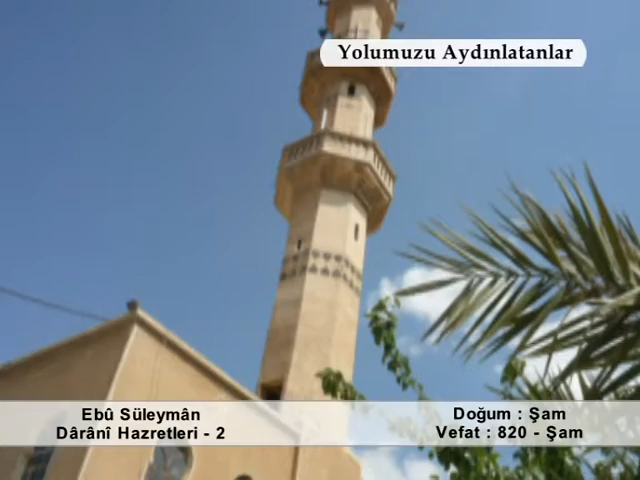 Yolumuzu Aydınlatanlar
Ebû Süleymân
Dârânî Hazretleri - 2
Doğum : Şam
Vefat : 820 - Şam